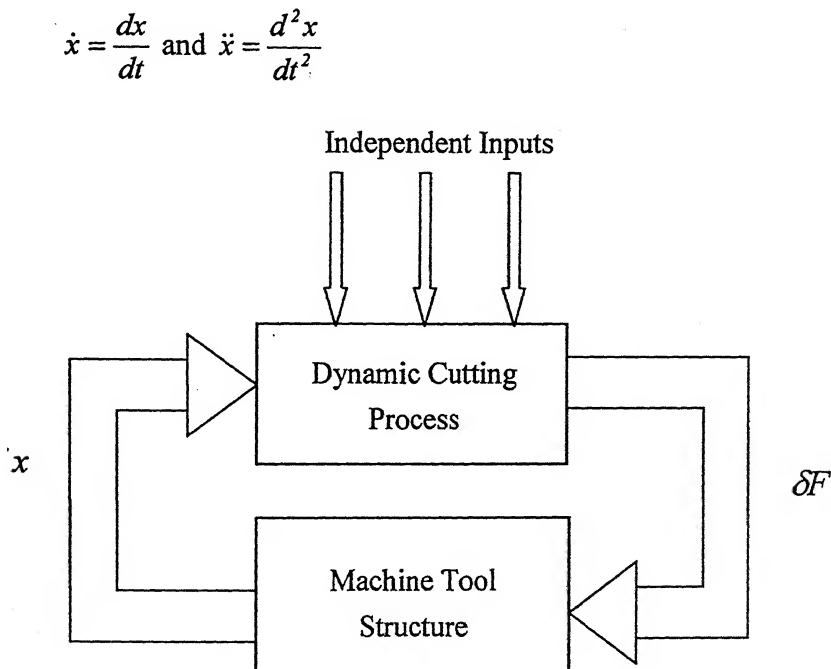 ẋ = dx/dt and ẍ = d²x/dt²
Independent Inputs
Dynamic Cutting
Process
x
δF
Machine Tool
Structure